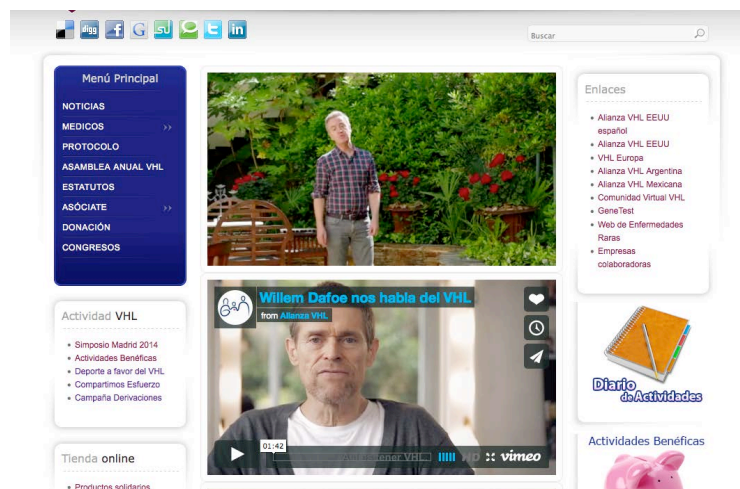 digg
Buscar
Menú Principal
NOTICIAS
MEDICOS
PROTOCOLO
ASAMBLEA ANUAL VHL
ESTATUTOS
ASÓCIATE
DONACIÓN
CONGRESOS
Actividad VHL
Simposio Madrid 2014
Actividades Benéficas
Deporte a favor del VHL
Compartimos Esfuerzo
Campaña Derivaciones
Tienda online
Productos solidarios
Willem Dafoe nos habla del VHL
from Alianza VHL
01:42
HD
vimeo
Enlaces
Alianza VHL EEUU
español
Alianza VHL EEUU
VHL Europa
Alianza VHL Argentina
Alianza VHL Mexicana
Comunidad Virtual VHL
GeneTest
Web de Enfermedades
Raras
Empresas
colaboradoras
Diario
de Actividades
Actividades Benéficas